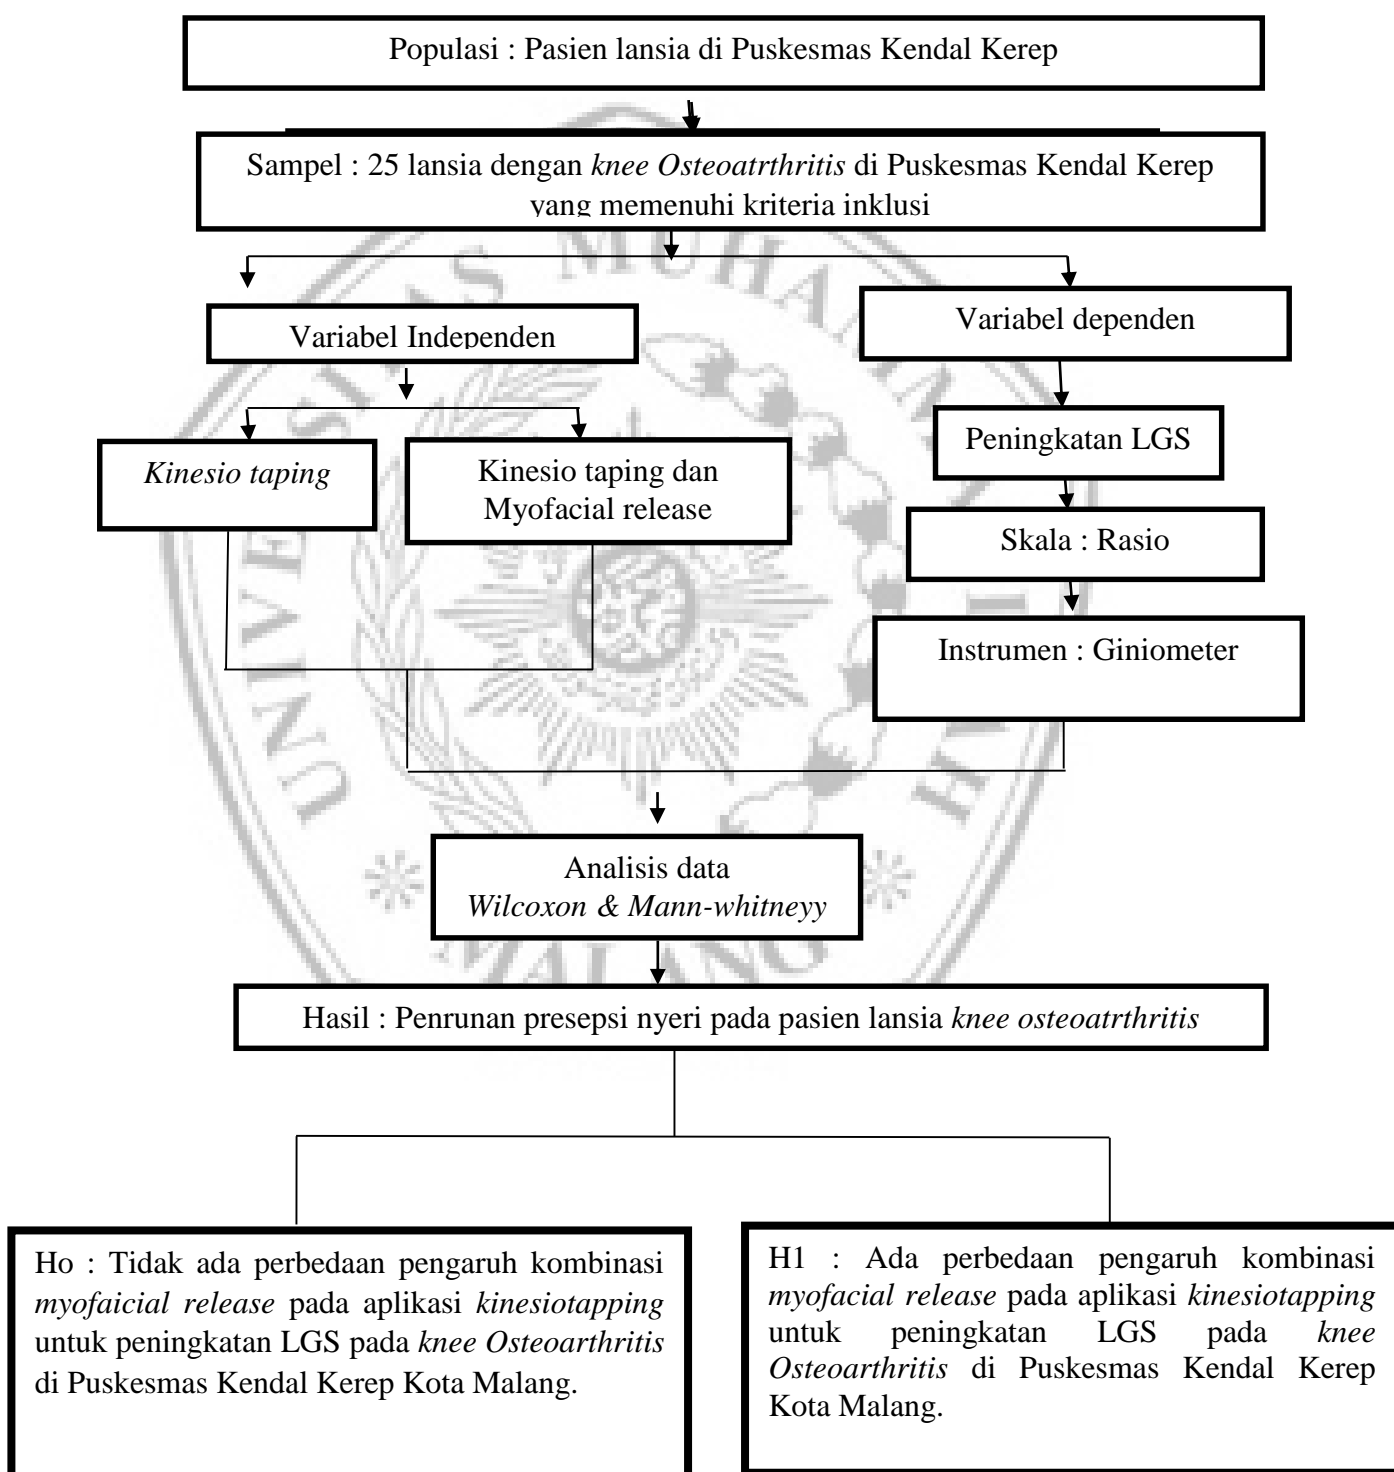 Populasi : Pasien lansia di Puskesmas Kendal Kerep
Sampel : 25 lansia dengan knee Osteoatrthritis di Puskesmas Kendal Kerep
yang memenuhi kriteria inklusi
Variabel Independen
Variabel dependen
Kinesio taping
Kinesio taping dan
Myofacial release
Peningkatan LGS
Skala : Rasio
Instrumen : Giniometer
Analisis data
Wilcoxon & Mann-whitneyy
Hasil : Penrunan presepsi nyeri pada pasien lansia knee osteoatrthritis
Ho : Tidak ada perbedaan pengaruh kombinasi
myofaicial release pada aplikasi kinesiotapping
untuk peningkatan LGS pada knee Osteoarthritis
di Puskesmas Kendal Kerep Kota Malang.
H1 : Ada perbedaan pengaruh kombinasi
myofacial release pada aplikasi kinesiotapping
untuk peningkatan LGS pada knee
Osteoarthritis di Puskesmas Kendal Kerep
Kota Malang.
MALANG